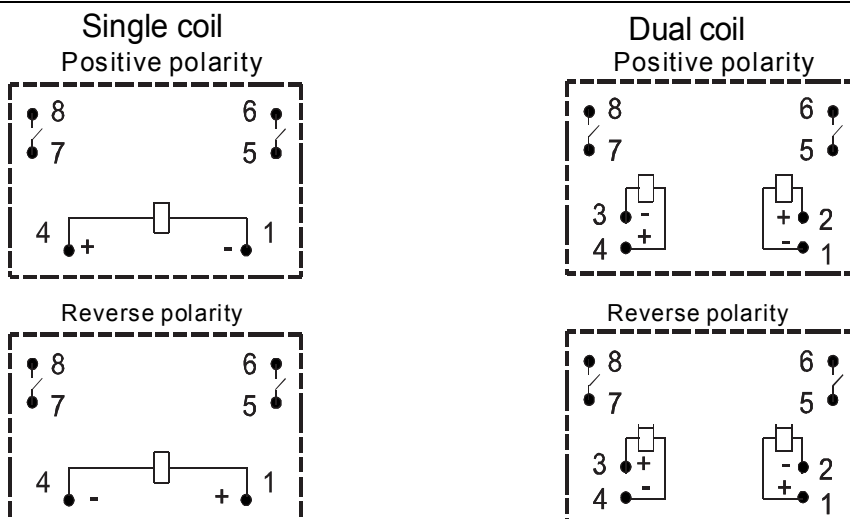 Single coil
Positive polarity
8 6
7 5
4 + - 1
Reverse polarity
8 6
7 5
4 - + 1
Dual coil
Positive polarity
8 6
7 5
3 - + 2
4 + - 1
Reverse polarity
8 6
7 5
3 + - 2
4 - + 1